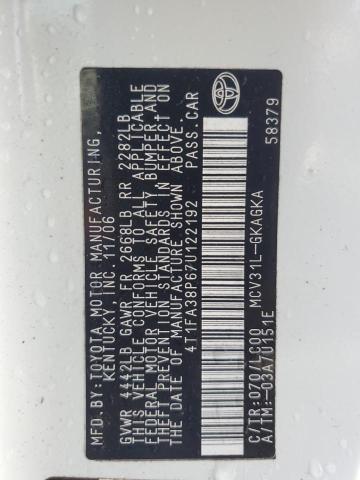 MFD.BY:TOYOTA MOTOR MANUFACTURING,
KENTUCKY, INC. 11/06
GVWR 4442LB GAWR FR 2668LB RR 2282LB
THIS VEHICLE CONFORMS TO ALL APPLICABLE
FEDERAL MOTOR VEHICLE SAFETY, BUMPER, AND
THEFT PREVENTION STANDARDS IN EFFECT ON
THE DATE OF MANUFACTURE SHOWN ABOVE.
4T1FA38P67U122192 PASS.CAR
C/TR:070/LC00 MCV31L-GKAGKA
A/TM:-03A/U151E 58379